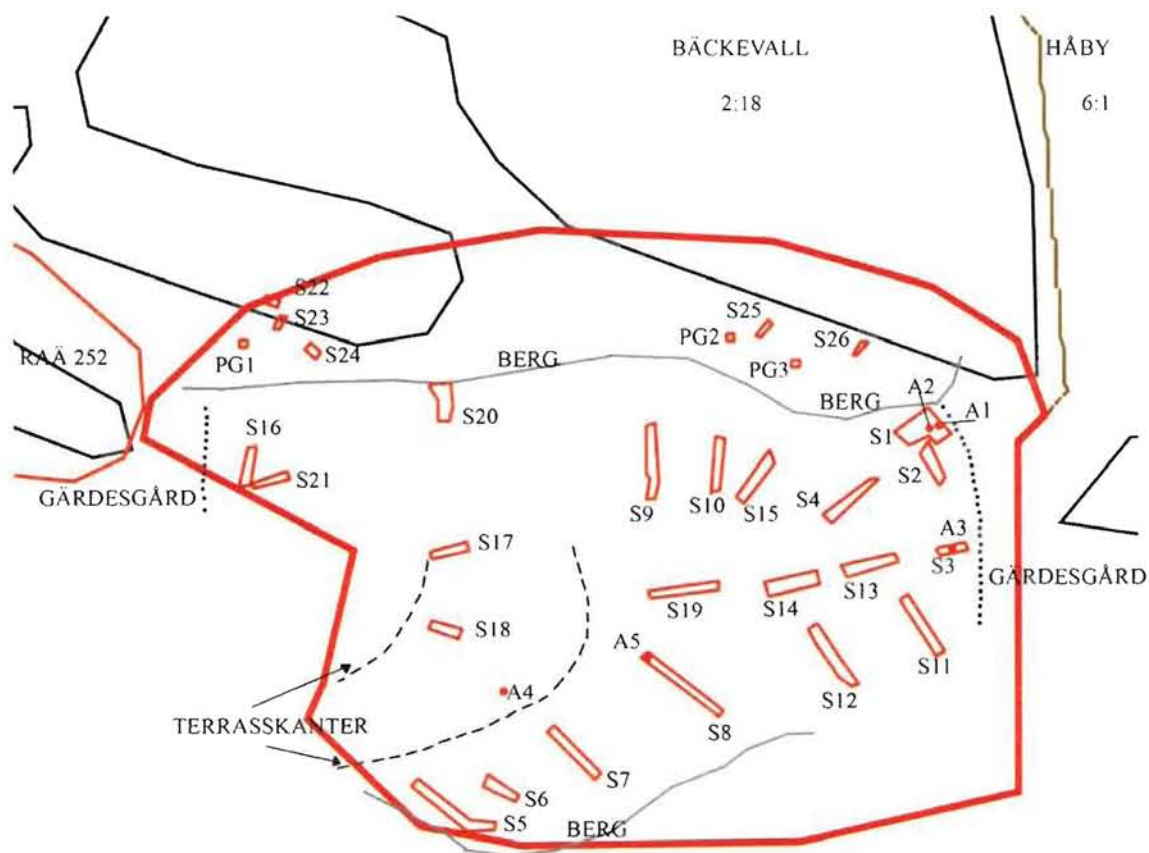 BÄCKEVALL
HÅBY
2:18
6:1
S22
S23
S25
RAÄ 252
PG1
S24
PG2
S26
BERG
PG3
A2
BERG
A1
S20
S1
S16
S2
S21
GÄRDESGÅRD
S9
S10
S15
S4
A3
S17
S3
S13
GÄRDESGÅRD
S19
S14
S18
A5
S11
A4
S12
TERRASSKANTER
S8
S7
S6
S5
BERG